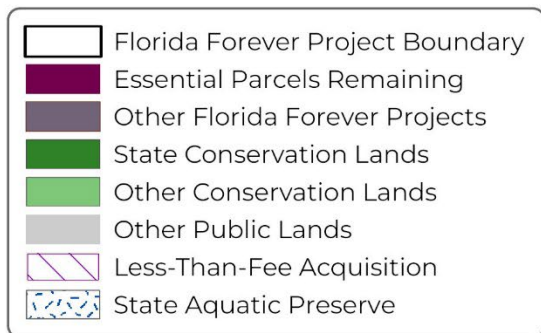 Florida Forever Project Boundary
Essential Parcels Remaining
Other Florida Forever Projects
State Conservation Lands
Other Conservation Lands
Other Public Lands
Less-Than-Fee Acquisition
State Aquatic Preserve